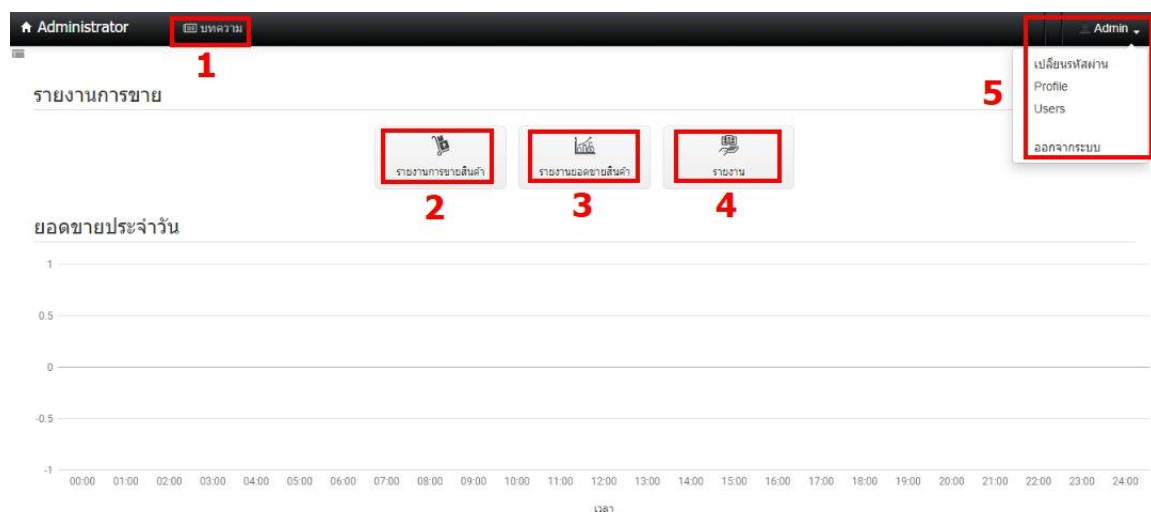 Administrator บทความ Admin
1
เปลี่ยนรหัสผ่าน
Profile
Users
ออกจากระบบ
5
รายงานการขาย
รายงานการขายสินค้า รายงานยอดขายสินค้า รายงาน
2 3 4
ยอดขายประจำวัน
1
0.5
0
-0.5
-1
00:00 01:00 02:00 03:00 04:00 05:00 06:00 07:00 08:00 09:00 10:00 11:00 12:00 13:00 14:00 15:00 16:00 17:00 18:00 19:00 20:00 21:00 22:00 23:00 24:00
เวลา